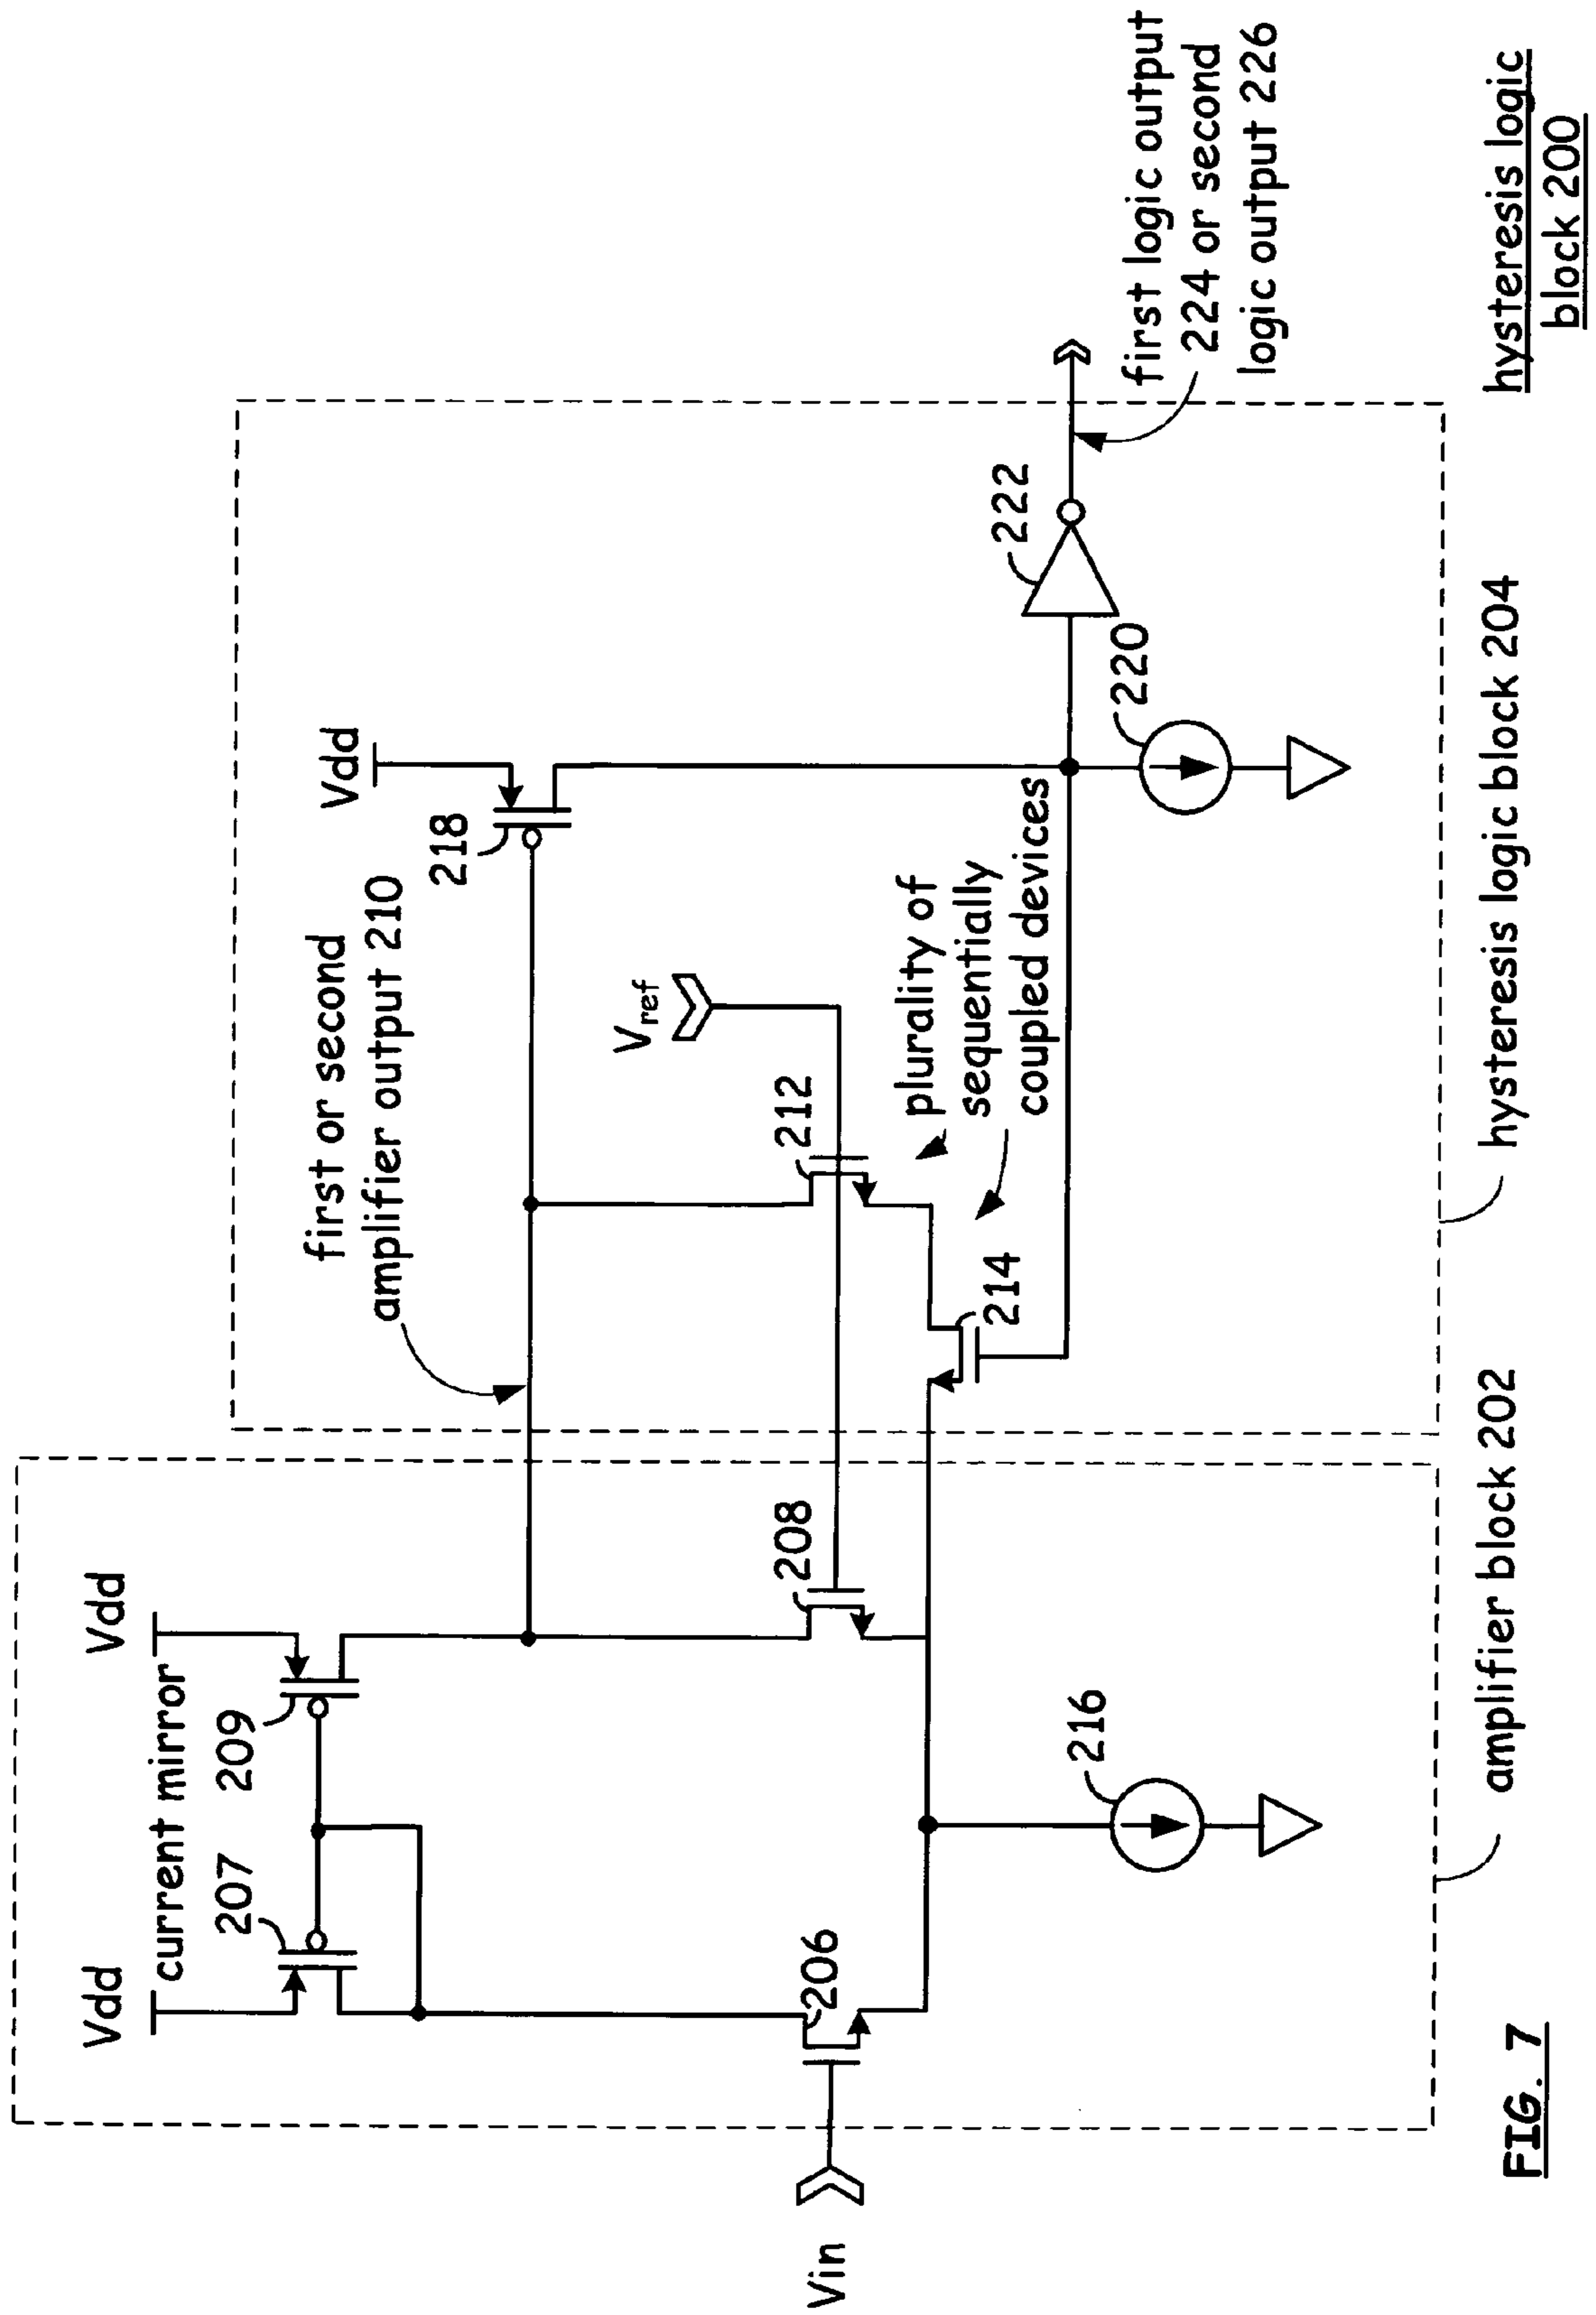 Vdd
Vdd
current mirror
207
209
206
208
Vin
216
first or second
amplifier output 210
Vdd
218
Vref
212
214
plurality of
sequentially
coupled devices
220
222
first logic output
224 or second
logic output 226
amplifier block 202
hysteresis logic block 204
hysteresis logic
block 200
FIG. 7